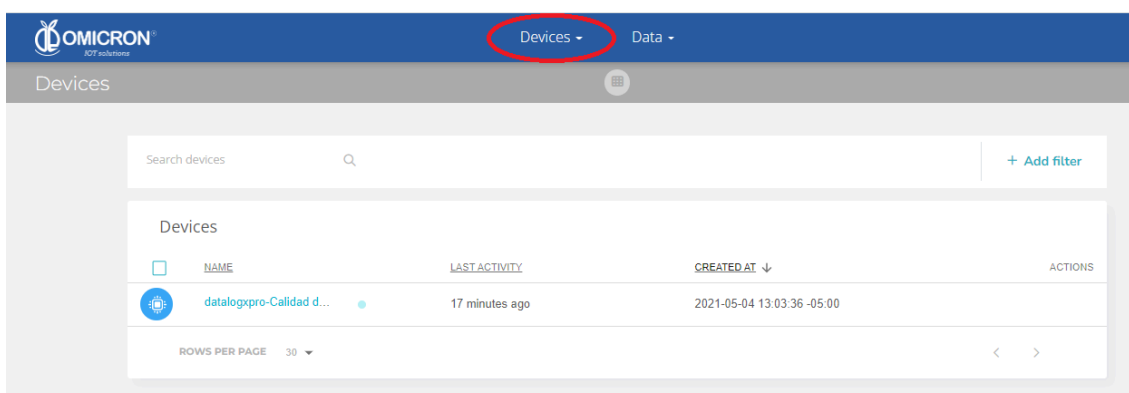 OMICRON®
IOT solutions
Devices Data
Devices
Search devices + Add filter
Devices
NAME LAST ACTIVITY CREATED AT ACTIONS
datalogxpro-Calidad d... 17 minutes ago 2021-05-04 13:03:36 -05:00
ROWS PER PAGE 30